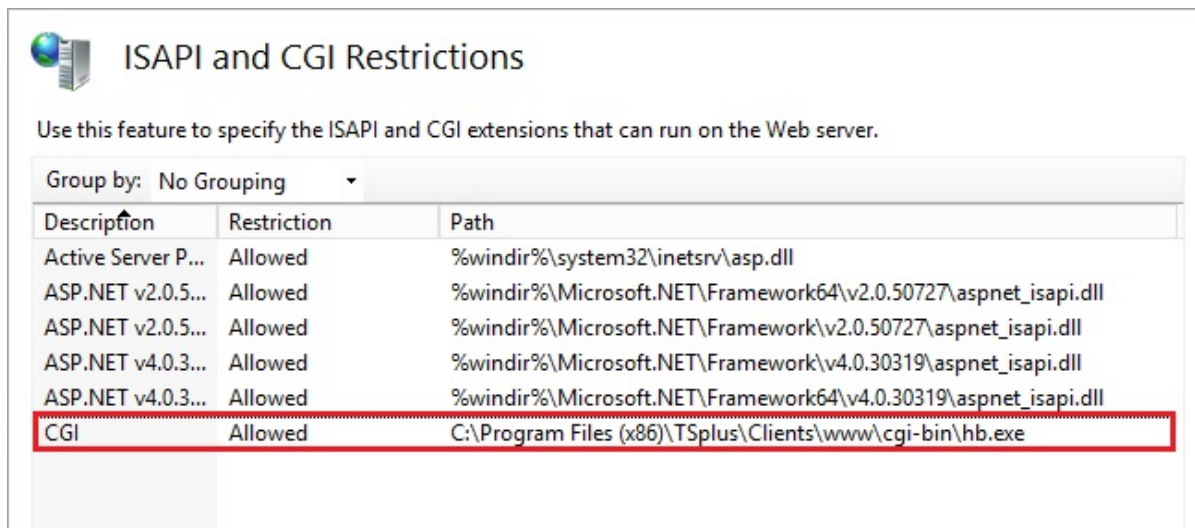 ISAPI and CGI Restrictions
Use this feature to specify the ISAPI and CGI extensions that can run on the Web server.
Group by: No Grouping
Description Restriction Path
Active Server P... Allowed %windir%\system32\inetsrv\asp.dll
ASP.NET v2.0.5... Allowed %windir%\Microsoft.NET\Framework64\v2.0.50727\aspnet_isapi.dll
ASP.NET v2.0.5... Allowed %windir%\Microsoft.NET\Framework\v2.0.50727\aspnet_isapi.dll
ASP.NET v4.0.3... Allowed %windir%\Microsoft.NET\Framework\v4.0.30319\aspnet_isapi.dll
ASP.NET v4.0.3... Allowed %windir%\Microsoft.NET\Framework64\v4.0.30319\aspnet_isapi.dll
CGI Allowed C:\Program Files (x86)\TSplus\Clients\www\cgi-bin\hb.exe